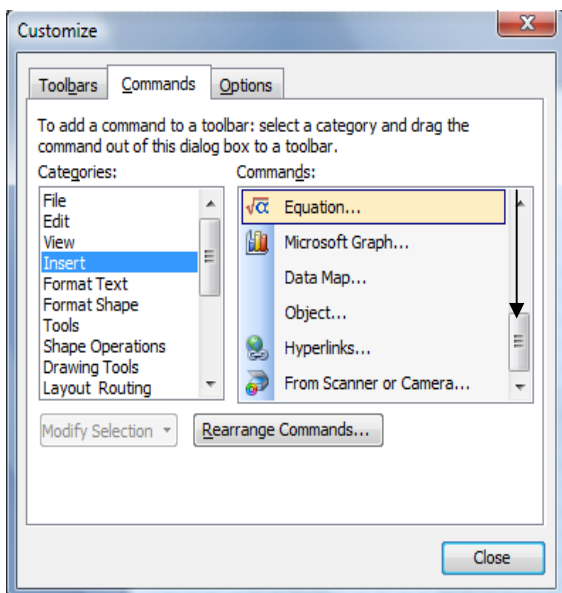 Customize
Toolbars Commands Options
To add a command to a toolbar: select a category and drag the
command out of this dialog box to a toolbar.
Categories:
File
Edit
View
Insert
Format Text
Format Shape
Tools
Shape Operations
Drawing Tools
Layout Routing
Commands:
√α Equation...
Microsoft Graph...
Data Map...
Object...
Hyperlinks...
From Scanner or Camera...
Modify Selection
Rearrange Commands...
Close